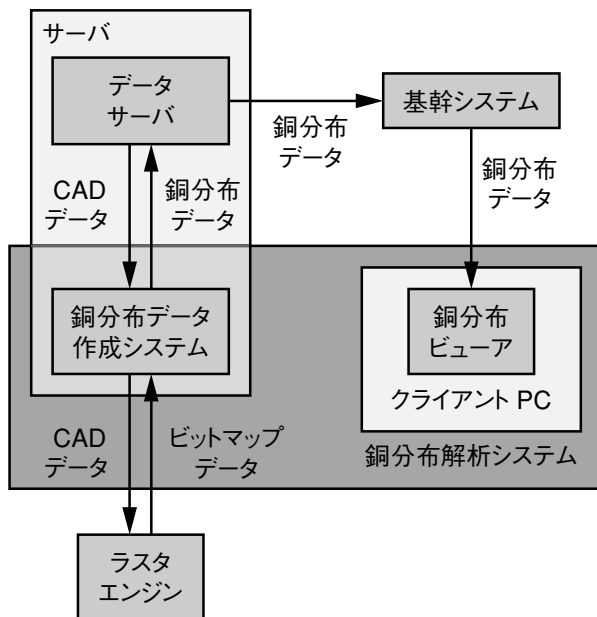 サーバ
データ
サーバ
基幹システム
銅分布
データ
CAD
データ
銅分布
データ
銅分布
データ
銅分布データ
作成システム
銅分布
ビューア
クライアント PC
銅分布解析システム
CAD
データ
ビットマップ
データ
ラスタ
エンジン